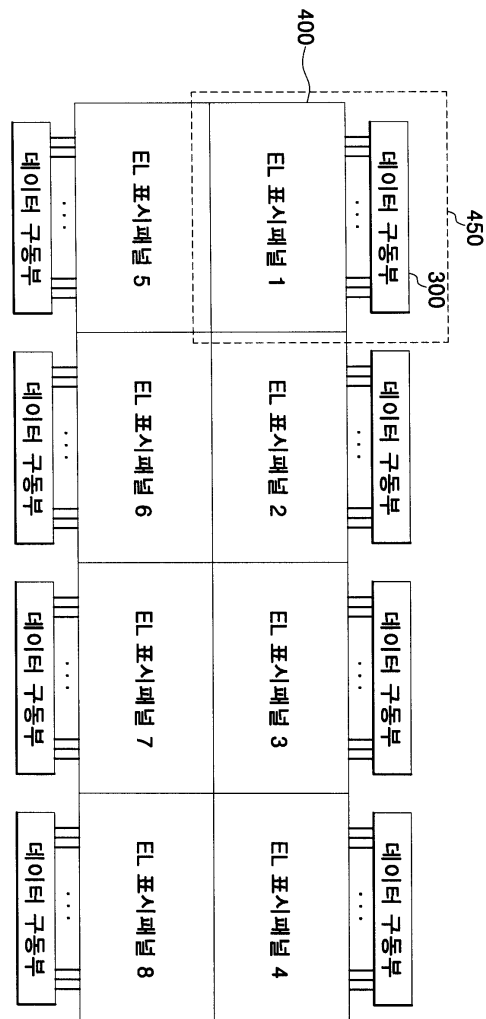 400
450
데이터 구동부
300
데이터 구동부
데이터 구동부
데이터 구동부
EL 표시패널 1
EL 표시패널 2
EL 표시패널 3
EL 표시패널 4
EL 표시패널 5
EL 표시패널 6
EL 표시패널 7
EL 표시패널 8
데이터 구동부
데이터 구동부
데이터 구동부
데이터 구동부